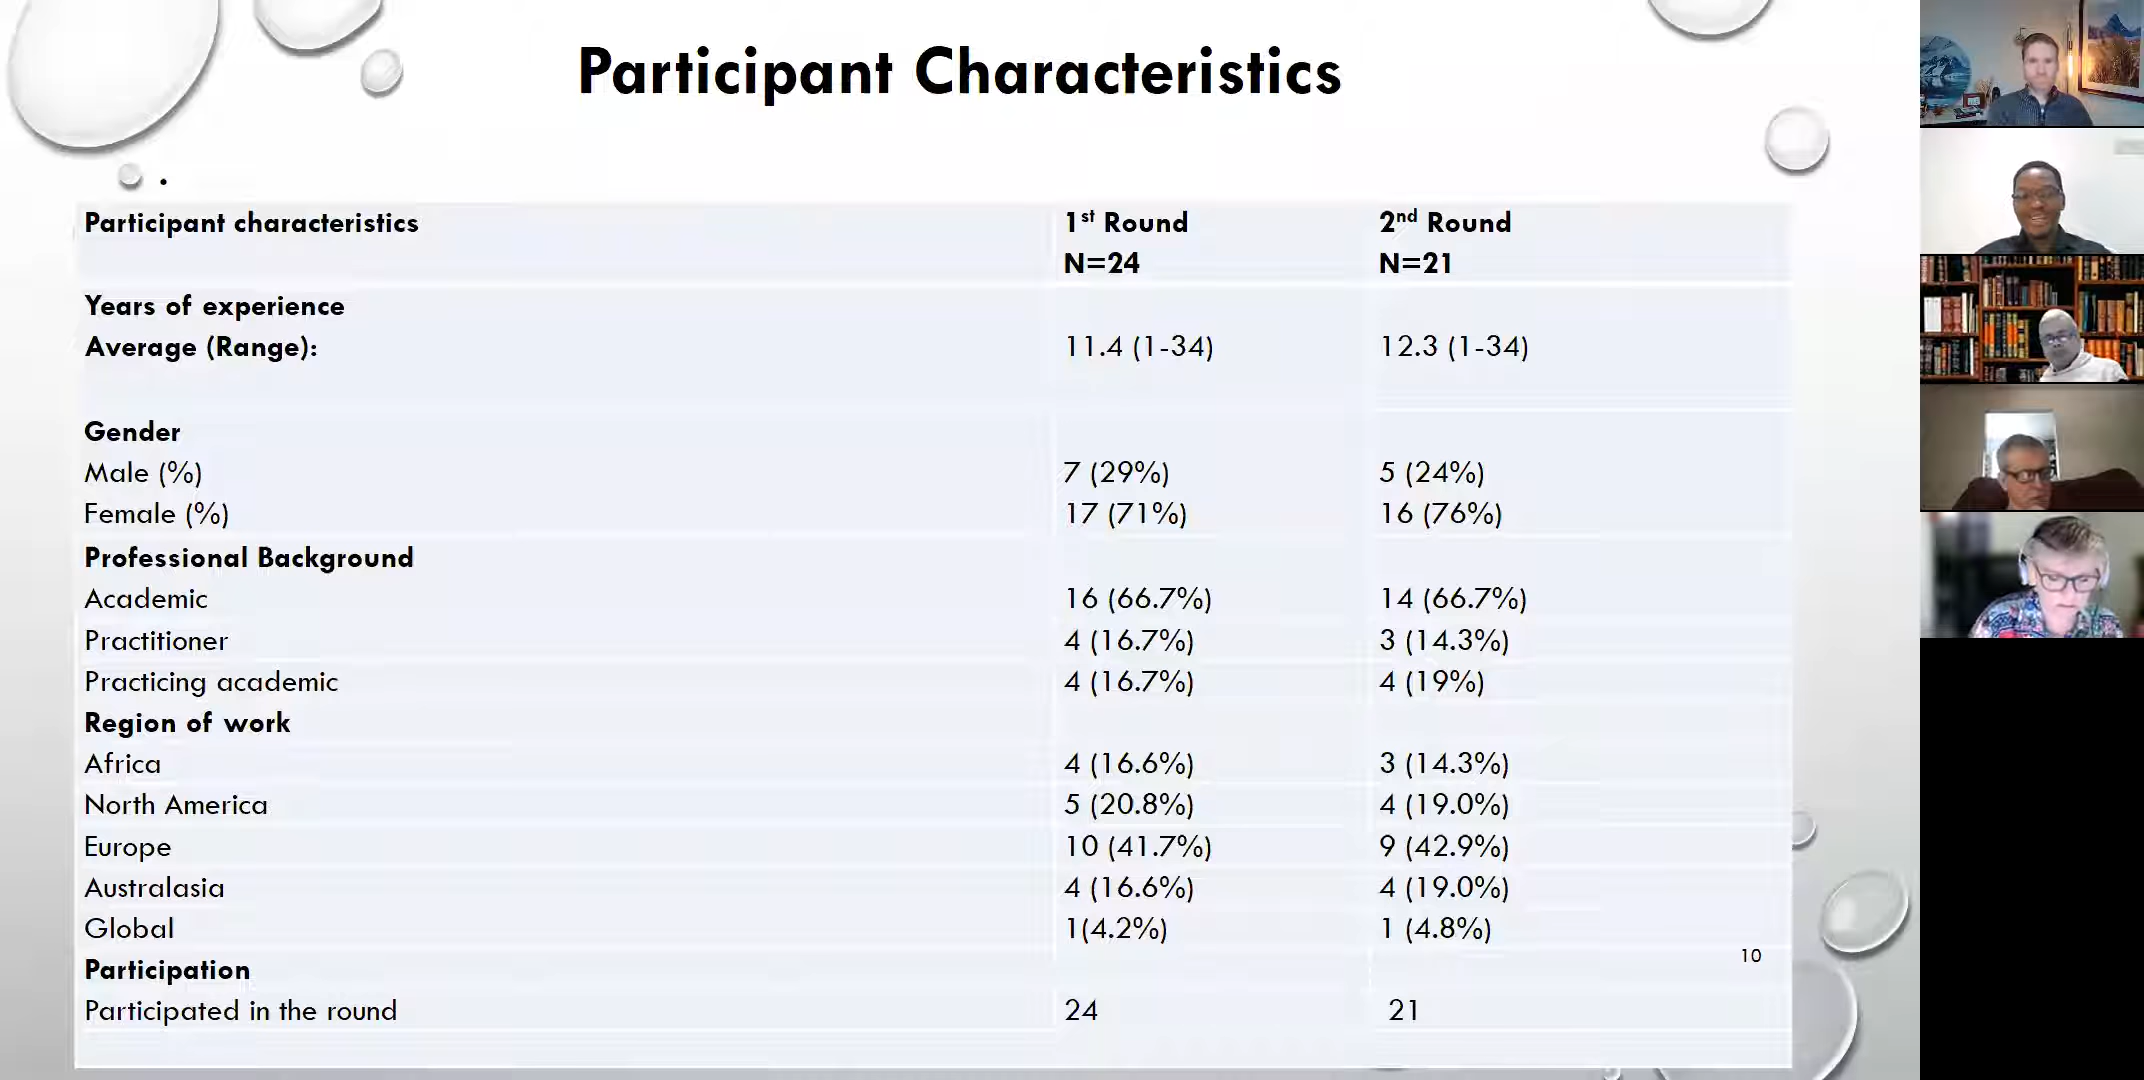 Participant Characteristics
.
Participant characteristics 1st Round 2nd Round
N=24 N=21
Years of experience
Average (Range): 11.4 (1-34) 12.3 (1-34)
Gender
Male (%) 7 (29%) 5 (24%)
Female (%) 17 (71%) 16 (76%)
Professional Background
Academic 16 (66.7%) 14 (66.7%)
Practitioner 4 (16.7%) 3 (14.3%)
Practicing academic 4 (16.7%) 4 (19%)
Region of work
Africa 4 (16.6%) 3 (14.3%)
North America 5 (20.8%) 4 (19.0%)
Europe 10 (41.7%) 9 (42.9%)
Australasia 4 (16.6%) 4 (19.0%)
Global 1(4.2%) 1 (4.8%)
10
Participation
Participated in the round 24 21